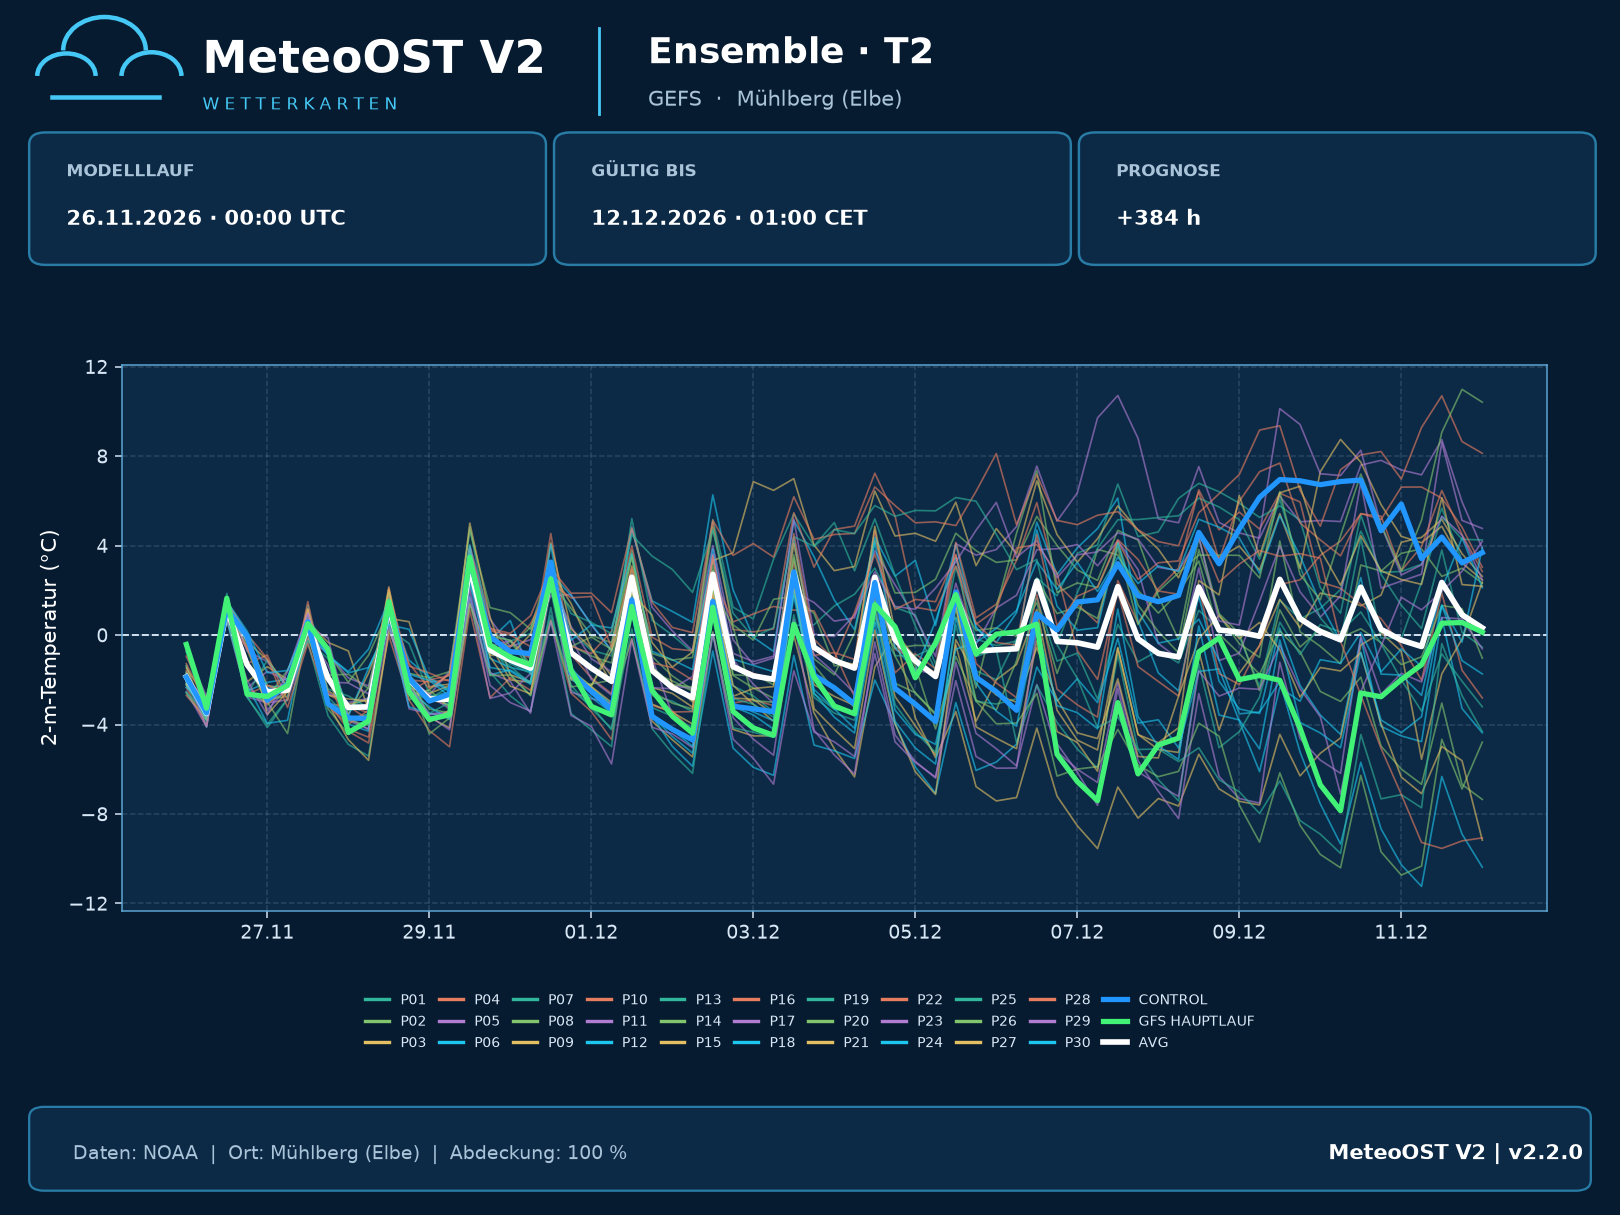 MeteoOST V2
WETTERKARTEN
Ensemble · T2
GEFS · Mühlberg (Elbe)
MODELLLAUF
26.11.2026 · 00:00 UTC
GÜLTIG BIS
12.12.2026 · 01:00 CET
PROGNOSE
+384 h
2-m-Temperatur (°C)
12
8
4
0
−4
−8
−12
27.11
29.11
01.12
03.12
05.12
07.12
09.12
11.12
P01 P04 P07 P10 P13 P16 P19 P22 P25 P28 CONTROL
P02 P05 P08 P11 P14 P17 P20 P23 P26 P29 GFS HAUPTLAUF
P03 P06 P09 P12 P15 P18 P21 P24 P27 P30 AVG
Daten: NOAA | Ort: Mühlberg (Elbe) | Abdeckung: 100 %
MeteoOST V2 | v2.2.0